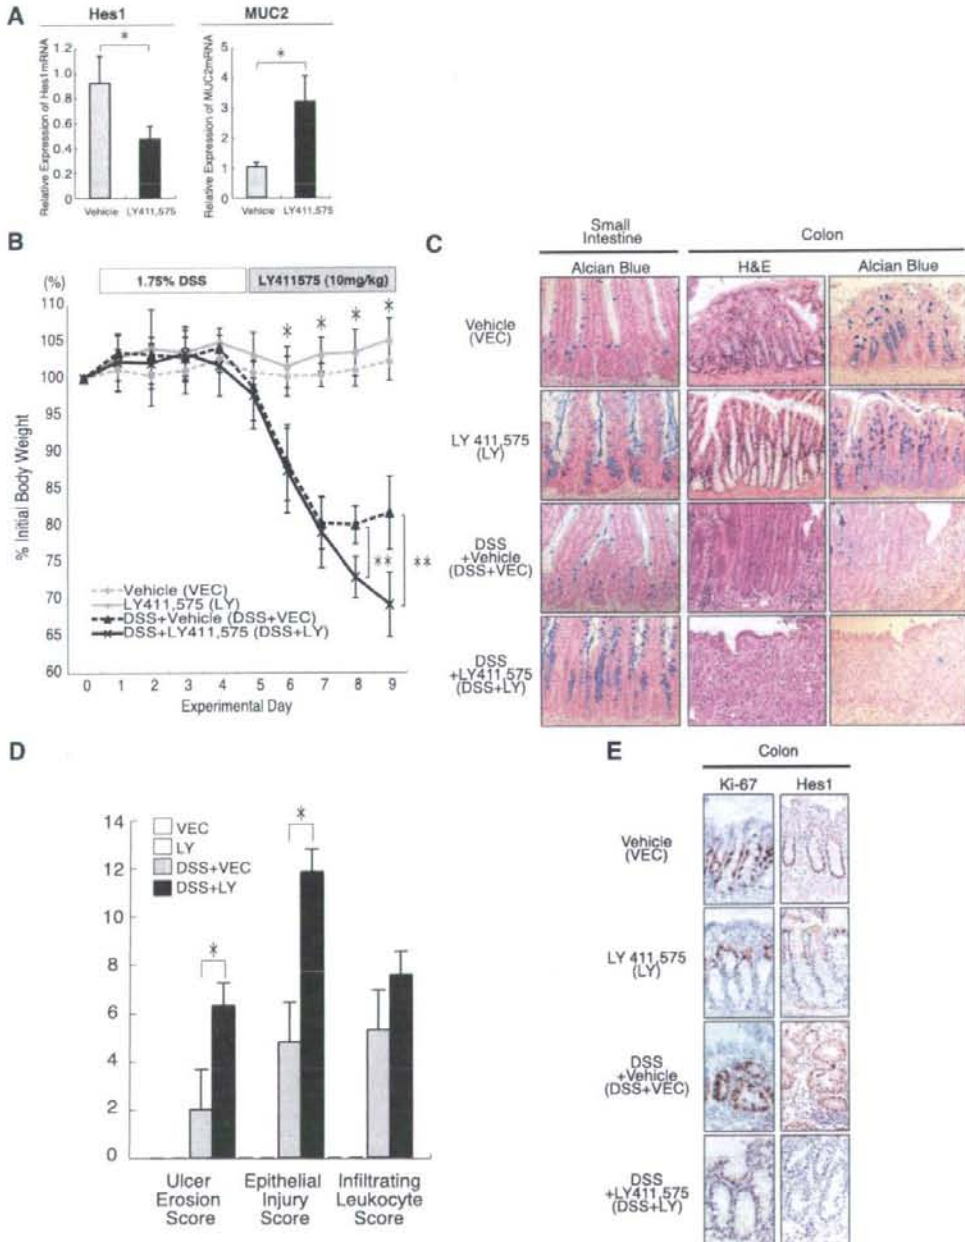 A
Hes1
MUC2
Relative Expression of Hes1mRNA
1.2
1.0
0.8
0.6
0.4
0.2
0
*
Vehicle
LY411,575
Relative Expression of MUC2mRNA
5
4
3
2
1
0
*
Vehicle
LY411,575
B
(%)
1.75% DSS
LY411575 (10mg/kg)
110
105
100
95
90
85
80
75
70
65
60
% Initial Body Weight
* * * *
** **
Vehicle (VEC)
LY411,575 (LY)
DSS+Vehicle (DSS+VEC)
DSS+LY411,575 (DSS+LY)
0 1 2 3 4 5 6 7 8 9
Experimental Day
C
Small
Intestine
Colon
Alcian Blue
H&E
Alcian Blue
Vehicle
(VEC)
LY 411,575
(LY)
DSS
+Vehicle
(DSS+VEC)
DSS
+LY411,575
(DSS+LY)
D
14
12
10
8
6
4
2
0
VEC
LY
DSS+VEC
DSS+LY
*
*
Ulcer
Erosion
Score
Epithelial
Injury
Score
Infiltrating
Leukocyte
Score
E
Colon
Ki-67
Hes1
Vehicle
(VEC)
LY 411,575
(LY)
DSS
+Vehicle
(DSS+VEC)
DSS
+LY411,575
(DSS+LY)